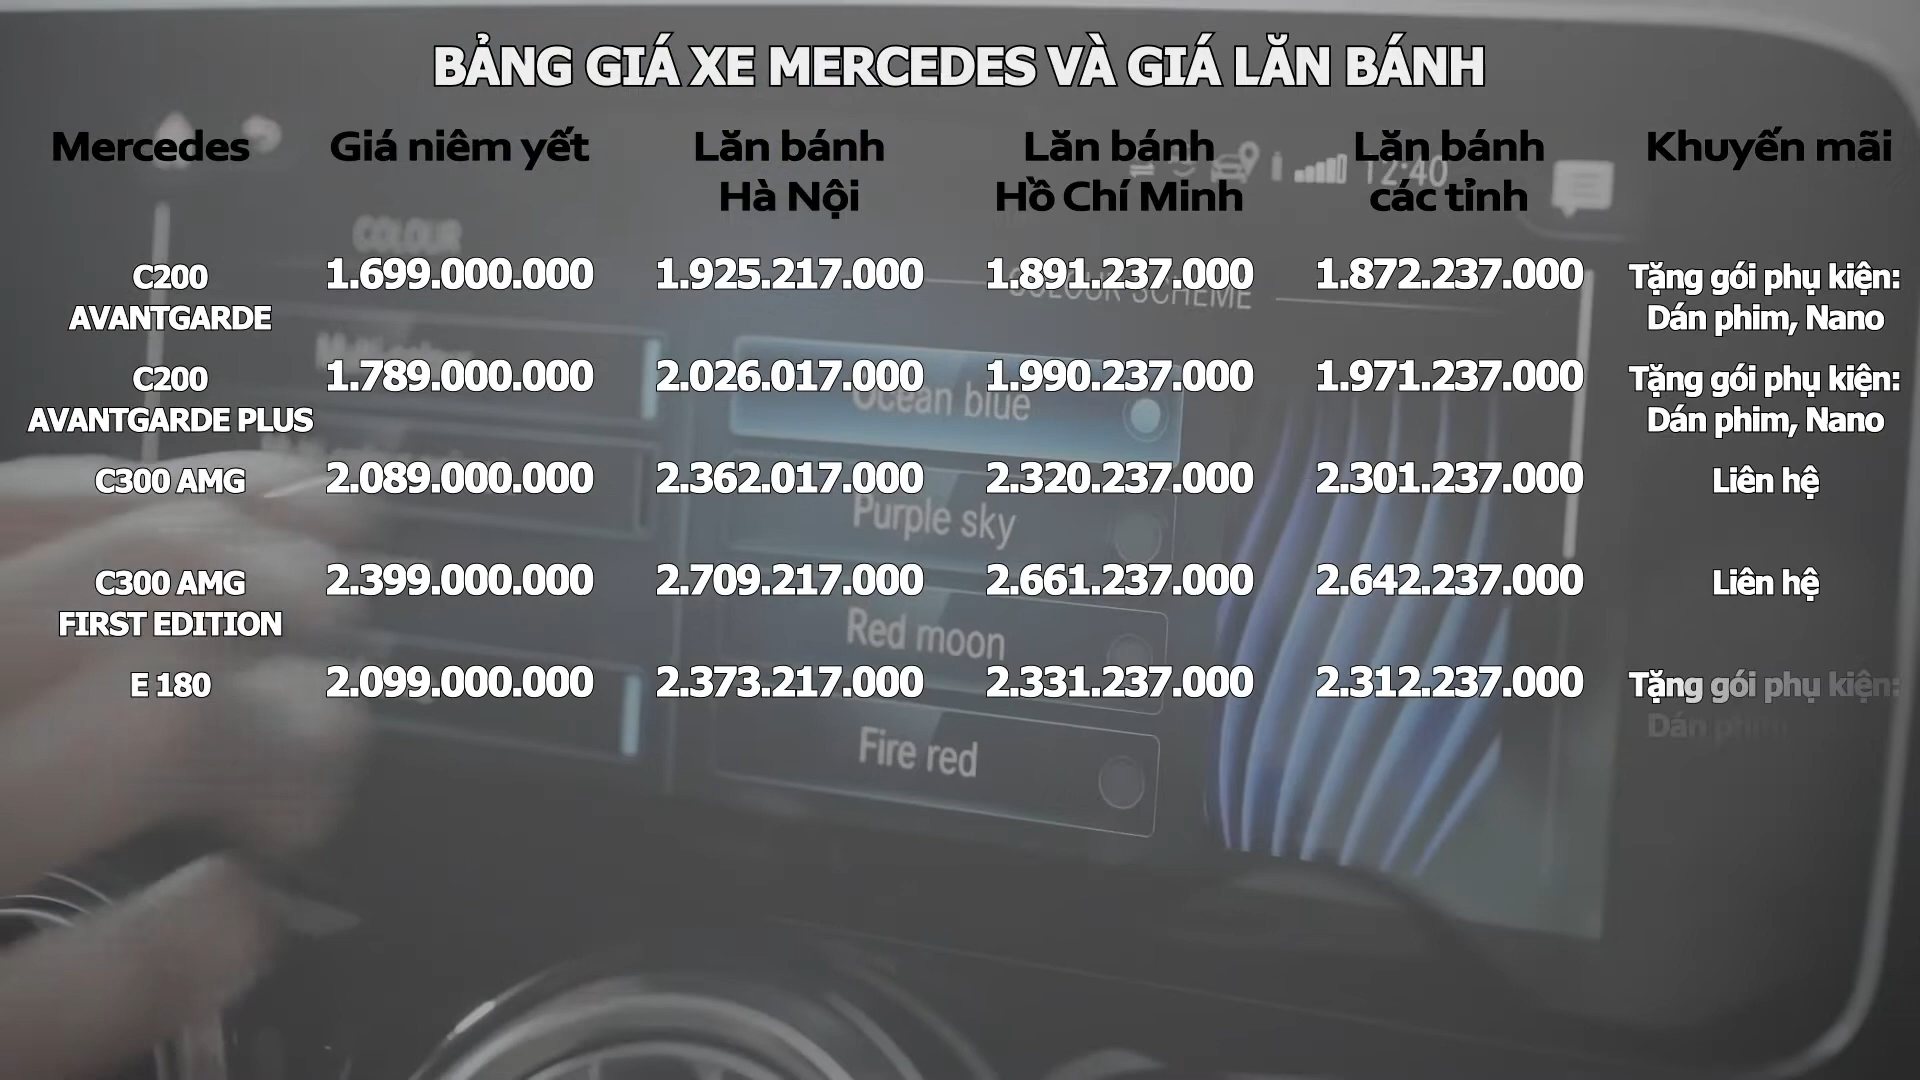 BẢNG GIÁ XE MERCEDES VÀ GIÁ LĂN BÁNH
Mercedes
Giá niêm yết
Lăn bánh
Hà Nội
Lăn bánh
Hồ Chí Minh
Lăn bánh
các tỉnh
Khuyến mãi
12:40
COLOUR
COLOUR SCHEME
C200
AVANTGARDE
1.699.000.000
1.925.217.000
1.891.237.000
1.872.237.000
Tặng gói phụ kiện:
Dán phim, Nano
C200
AVANTGARDE PLUS
1.789.000.000
2.026.017.000
1.990.237.000
1.971.237.000
Tặng gói phụ kiện:
Dán phim, Nano
Ocean blue
C300 AMG
2.089.000.000
2.362.017.000
2.320.237.000
2.301.237.000
Liên hệ
Purple sky
C300 AMG
FIRST EDITION
2.399.000.000
2.709.217.000
2.661.237.000
2.642.237.000
Liên hệ
Red moon
E 180
2.099.000.000
2.373.217.000
2.331.237.000
2.312.237.000
Tặng gói phụ kiện:
Dán phim
Fire red